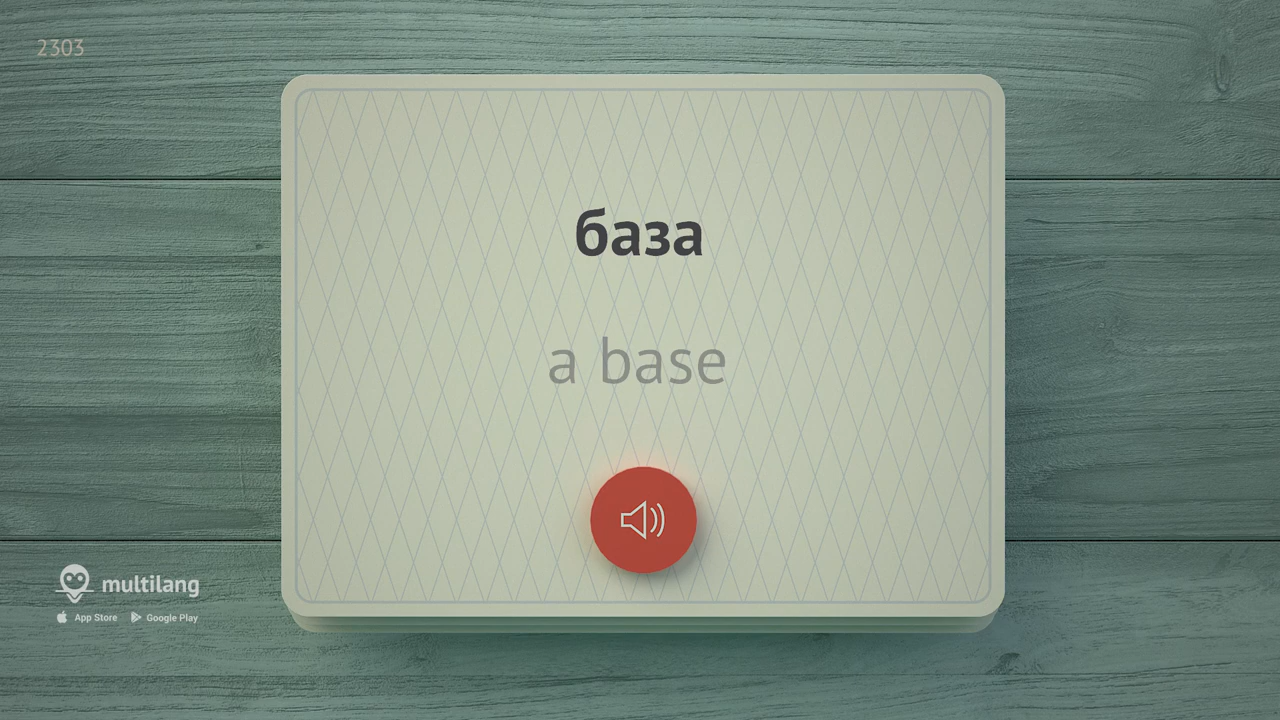 2303
база
a base
multilang
App Store
Google Play